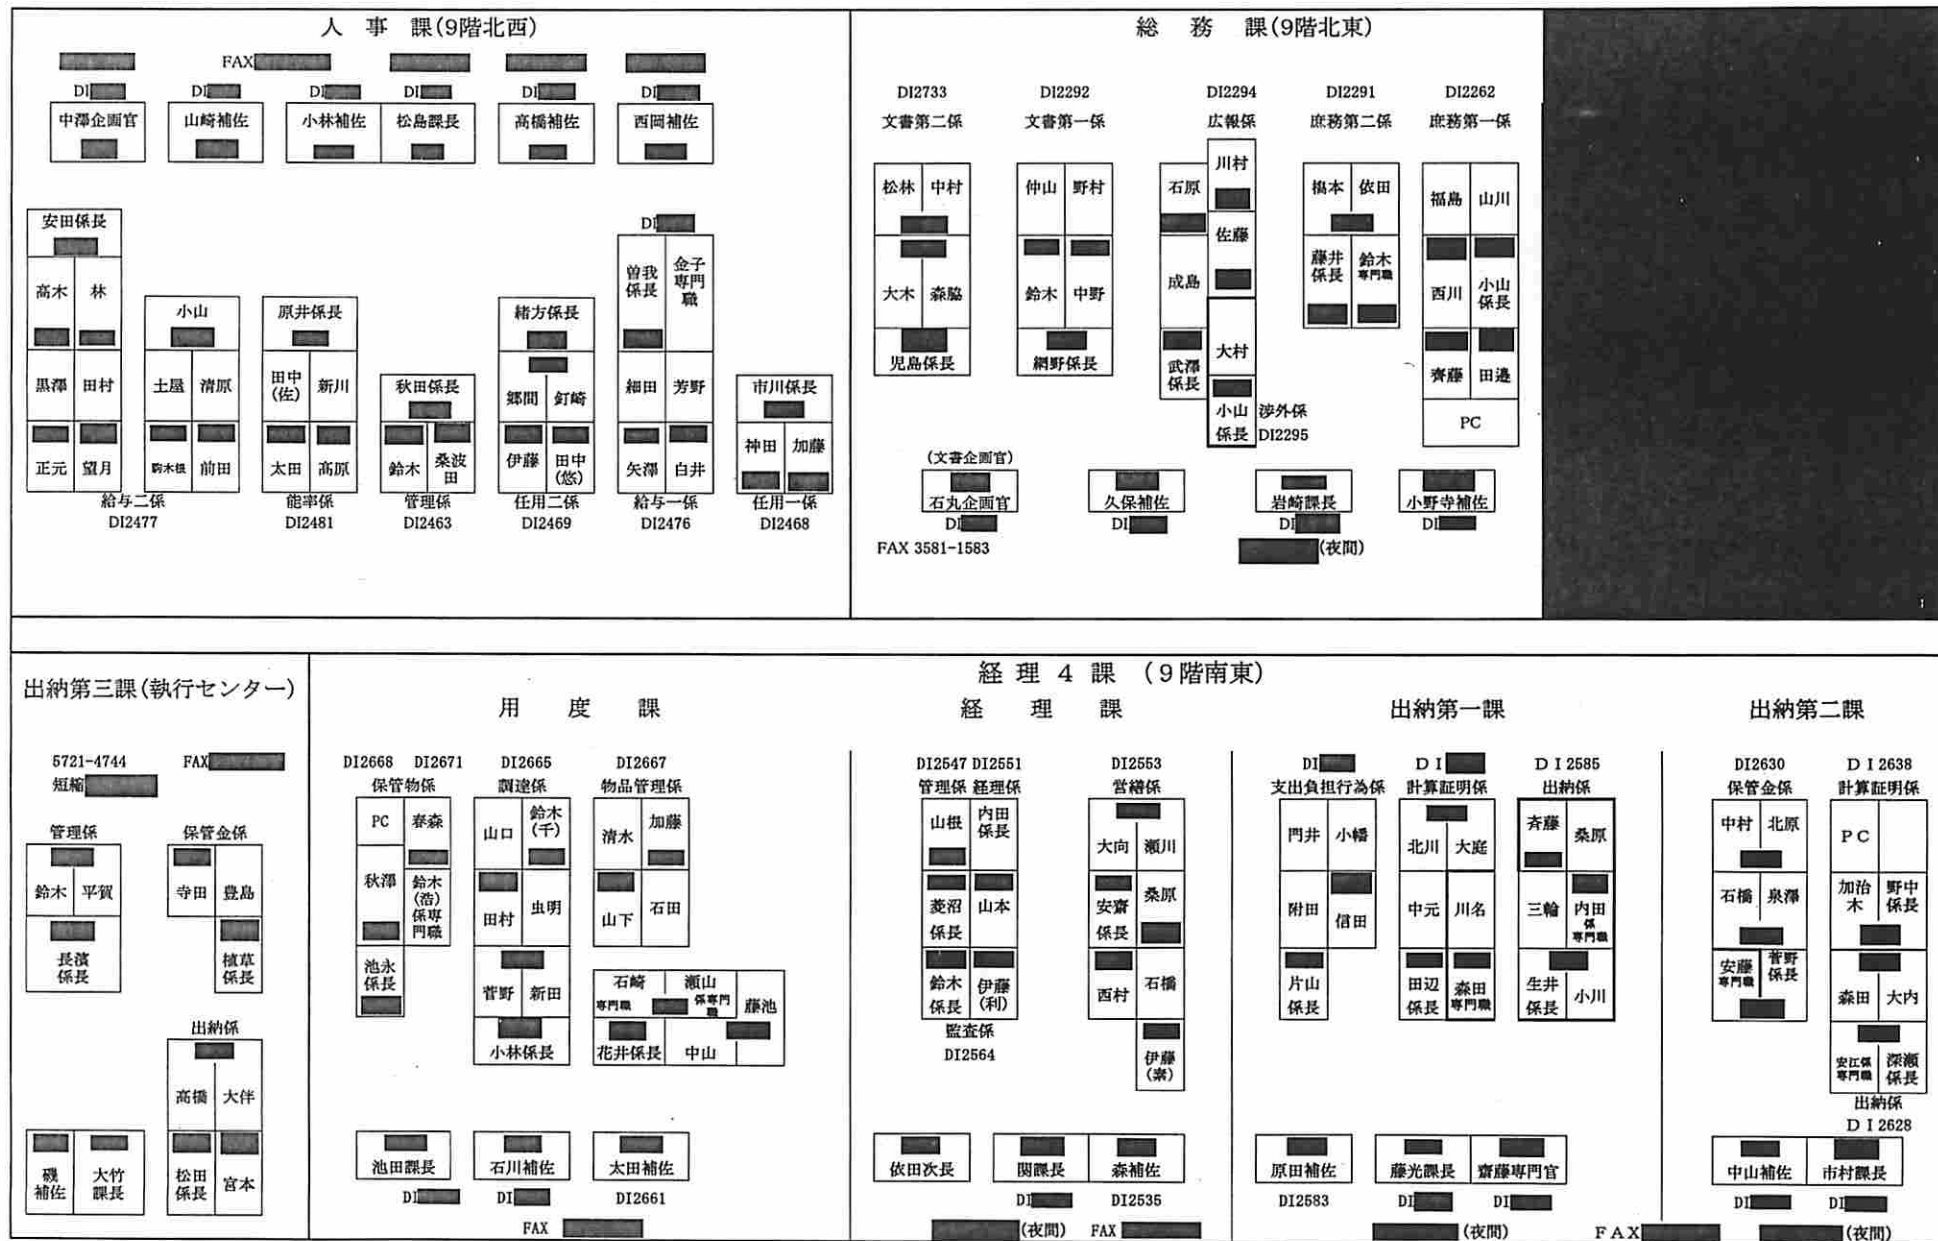 人 事 課(9階北西)
FAX
DI DI DI DI DI DI
中澤企画官 山崎補佐 小林補佐 松島課長 高橋補佐 西岡補佐
安田係長 DI
高木 林 曽我係長 金子専門職
小山 原井係長 緒方係長
黒澤 田村 土屋 清原 田中(佐) 新川 秋田係長 郷間 釘崎 細田 芳野 市川係長
正元 望月 駒木根 前田 太田 高原 鈴木 桑波田 伊藤 田中(悠) 矢澤 白井 神田 加藤
給与二係 能率係 管理係 任用二係 給与一係 任用一係
DI2477 DI2481 DI2463 DI2469 DI2476 DI2468
総 務 課(9階北東)
DI2733 DI2292 DI2294 DI2291 DI2262
文書第二係 文書第一係 広報係 庶務第二係 庶務第一係
川村
松林 中村 仲山 野村 石原 橋本 依田 福島 山川
佐藤
大木 森脇 鈴木 中野 成島 藤井係長 鈴木専門職 西川 小山係長
児島係長 網野係長 武澤係長 大村 齊藤 田邉
小山係長 渉外係 DI2295 PC
(文書企画官)
石丸企画官 久保補佐 岩崎課長 小野寺補佐
DI DI DI DI
FAX 3581-1583 (夜間)
出納第三課(執行センター)
5721-4744 FAX
短縮
管理係 保管金係
鈴木 平賀 寺田 豊島
長濱係長 植草係長
出納係
高橋 大伴
磯補佐 大竹課長 松田係長 宮本
経 理 4 課 (9階南東)
用 度 課
DI2668 DI2671 DI2665 DI2667
保管物係 調達係 物品管理係
PC 春森 山口 鈴木(千) 清水 加藤
秋澤 鈴木(浩)係専門職 田村 虫明 山下 石田
池永係長 菅野 新田 石崎専門職 瀬山係専門職 藤池
小林係長 花井係長 中山
池田課長 石川補佐 太田補佐
DI DI DI2661
FAX
経 理 課
DI2547 DI2551 DI2553
管理係 経理係 営繕係
山根 内田係長 大向 瀬川
菱沼係長 山本 安齋係長 桑原
鈴木係長 伊藤(利) 西村 石橋
監査係
DI2564 伊藤(素)
依田次長 関課長 森補佐
DI DI2535
(夜間) FAX
出納第一課
DI DI DI2585
支出負担行為係 計算証明係 出納係
門井 小幡 北川 大庭 斉藤 桑原
附田 信田 中元 川名 三輪 内田係専門職
片山係長 田辺係長 森田専門職 生井係長 小川
原田補佐 藤光課長 齋藤専門官
DI2583 DI DI
(夜間) FAX
出納第二課
DI2630 DI2638
保管金係 計算証明係
中村 北原 PC
石橋 泉澤 加治木 野中係長
安藤専門職 菅野係長 森田 大内
安江係専門職 深瀬係長
出納係
DI2628
中山補佐 市村課長
DI DI
(夜間)